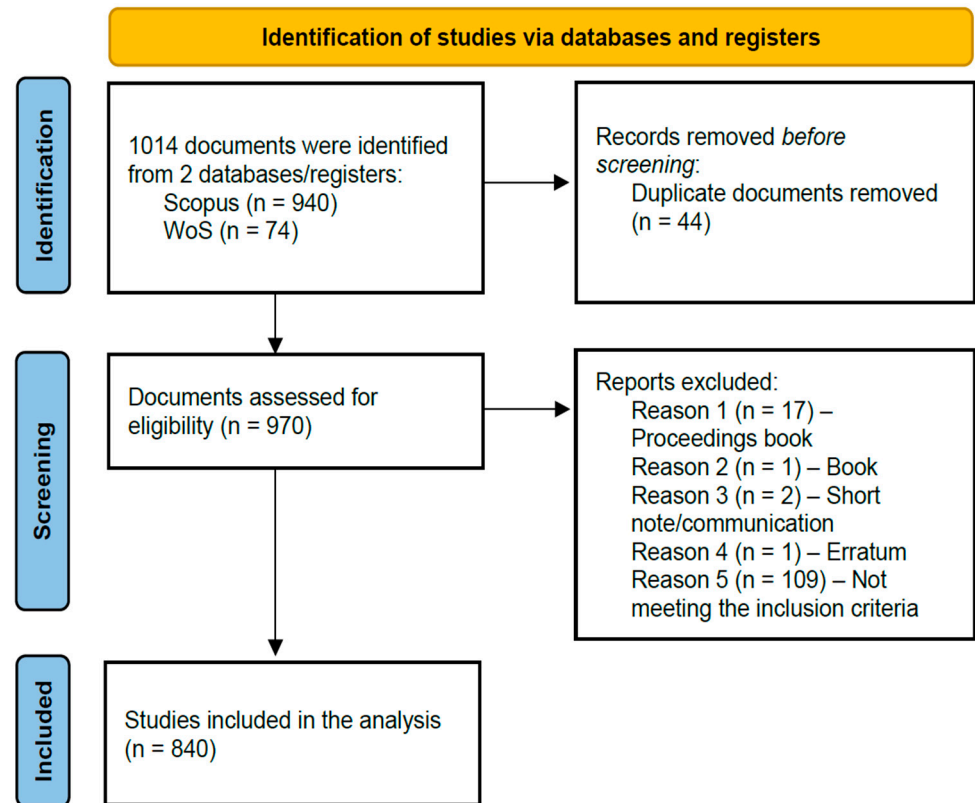 Identification of studies via databases and registers
Identification
1014 documents were identified
from 2 databases/registers:
Scopus (n = 940)
WoS (n = 74)
Records removed before
screening:
Duplicate documents removed
(n = 44)
Screening
Documents assessed for
eligibility (n = 970)
Reports excluded:
Reason 1 (n = 17) –
Proceedings book
Reason 2 (n = 1) – Book
Reason 3 (n = 2) – Short
note/communication
Reason 4 (n = 1) – Erratum
Reason 5 (n = 109) – Not
meeting the inclusion criteria
Included
Studies included in the analysis
(n = 840)